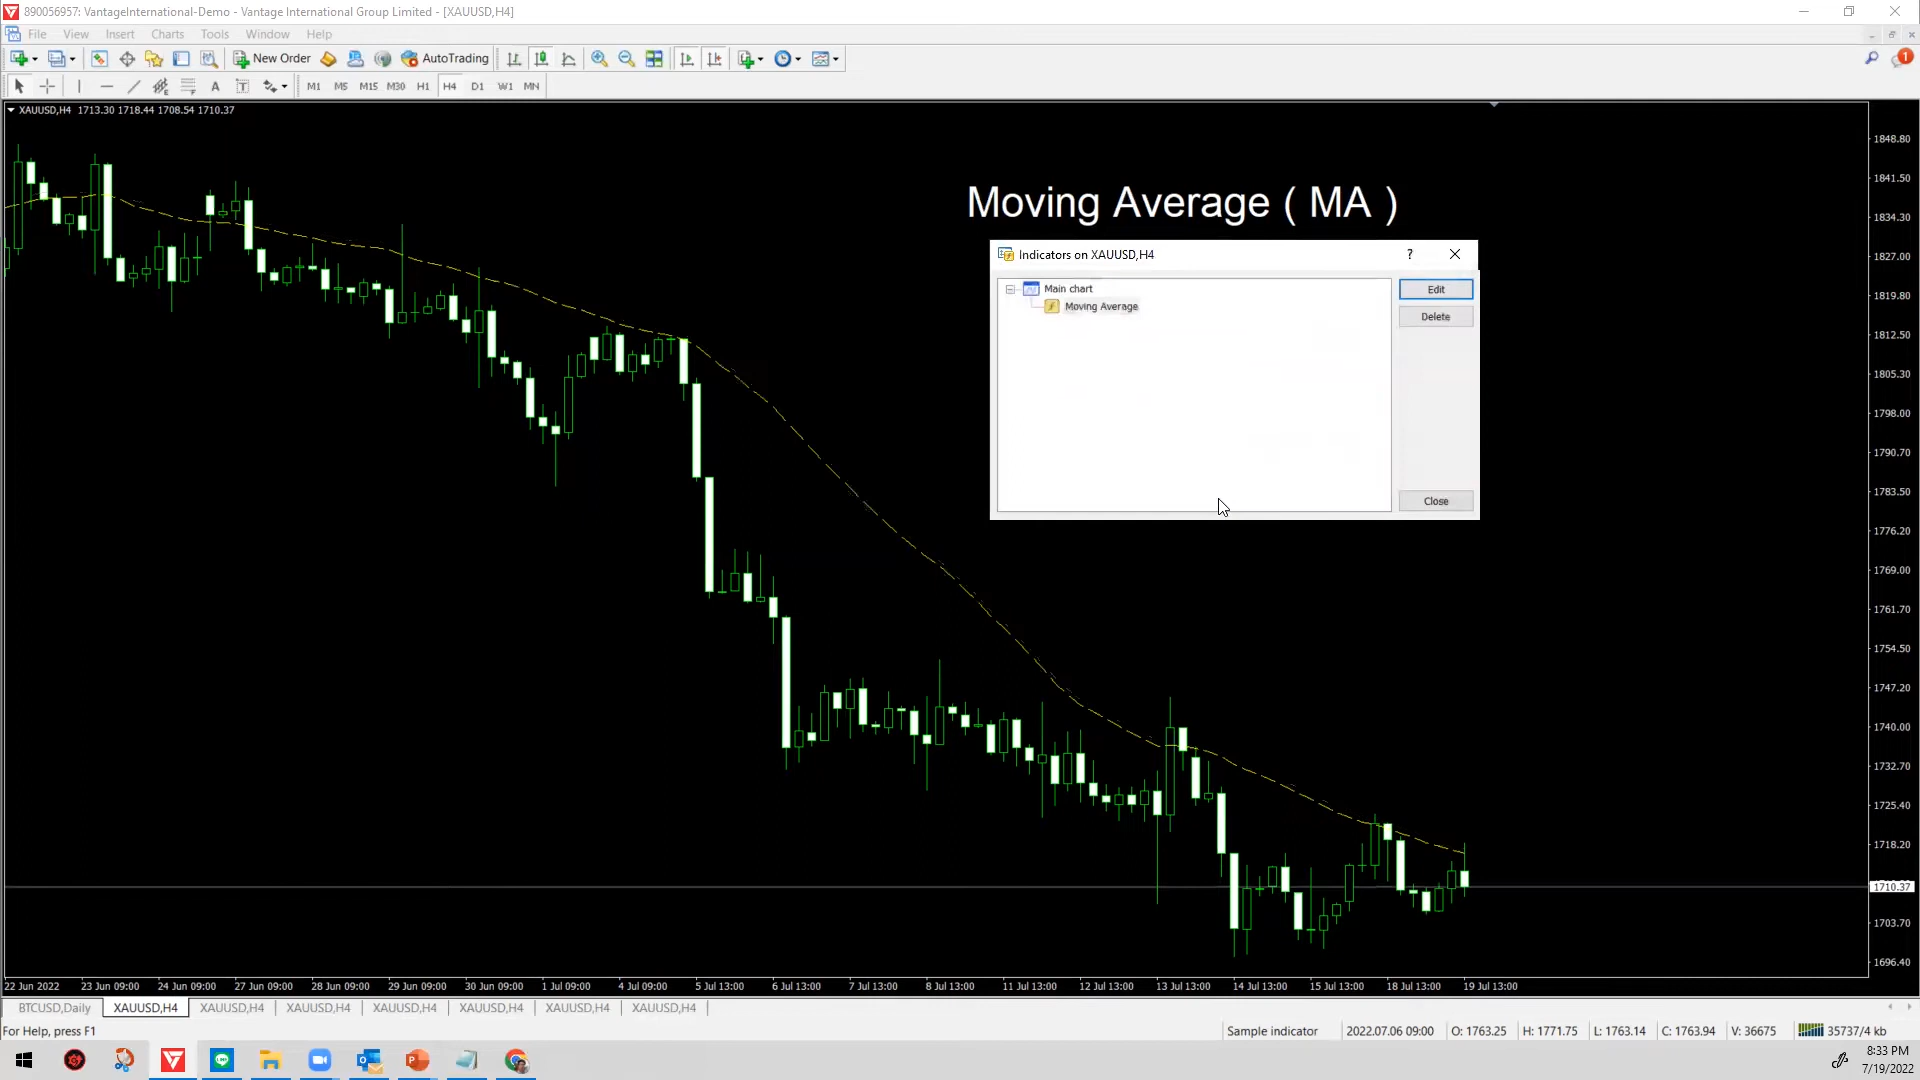 890056957: VantageInternational-Demo - Vantage International Group Limited - [XAUUSD,H4]
File View Insert Charts Tools Window Help
New Order AutoTrading
1
A T M1 M5 M15 M30 H1 H4 D1 W1 MN
XAUUSD,H4 1713.30 1718.44 1708.54 1710.37
Moving Average ( MA )
Indicators on XAUUSD,H4 ?
Main chart
Moving Average
Edit
Delete
Close
1848.80
1841.50
1834.30
1827.00
1819.80
1812.50
1805.30
1798.00
1790.70
1783.50
1776.20
1769.00
1761.70
1754.50
1747.20
1740.00
1732.70
1725.40
1718.20
1710.37
1703.70
1696.40
22 Jun 2022 23 Jun 09:00 24 Jun 09:00 27 Jun 09:00 28 Jun 09:00 29 Jun 09:00 30 Jun 09:00 1 Jul 09:00 4 Jul 09:00 5 Jul 13:00 6 Jul 13:00 7 Jul 13:00 8 Jul 13:00 11 Jul 13:00 12 Jul 13:00 13 Jul 13:00 14 Jul 13:00 15 Jul 13:00 18 Jul 13:00 19 Jul 13:00
BTCUSD,Daily XAUUSD,H4 XAUUSD,H4 XAUUSD,H4 XAUUSD,H4 XAUUSD,H4 XAUUSD,H4 XAUUSD,H4
For Help, press F1 Sample indicator 2022.07.06 09:00 O: 1763.25 H: 1771.75 L: 1763.14 C: 1763.94 V: 36675 35737/4 kb
8:33 PM
7/19/2022